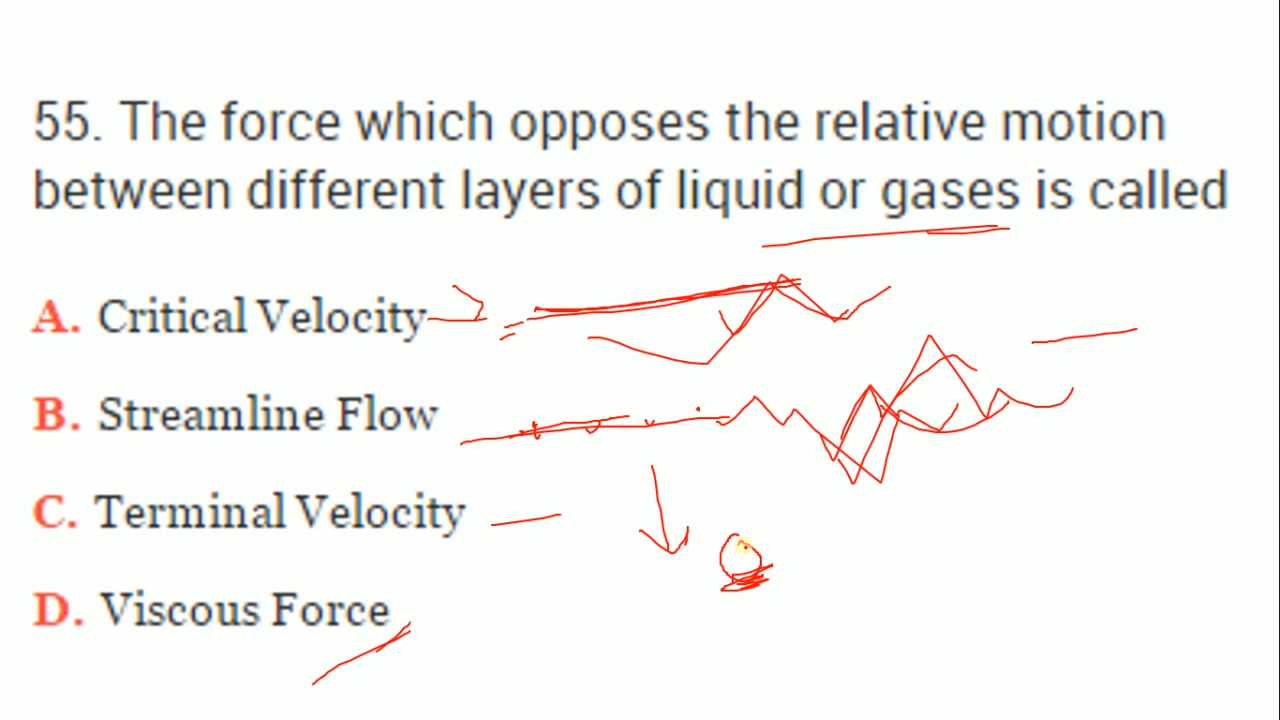 55. The force which opposes the relative motion
between different layers of liquid or gases is called
A. Critical Velocity
B. Streamline Flow
C. Terminal Velocity
D. Viscous Force